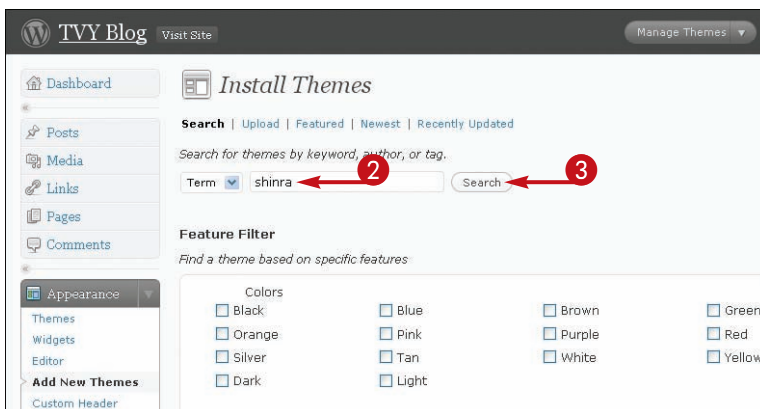 TVY Blog Visit Site Manage Themes
Dashboard
Posts
Media
Links
Pages
Comments
Appearance
Themes
Widgets
Editor
Add New Themes
Custom Header
Install Themes
Search | Upload | Featured | Newest | Recently Updated
Search for themes by keyword, author, or tag.
Term shinra 2 Search 3
Feature Filter
Find a theme based on specific features
Colors
Black Blue Brown Green
Orange Pink Purple Red
Silver Tan White Yellow
Dark Light